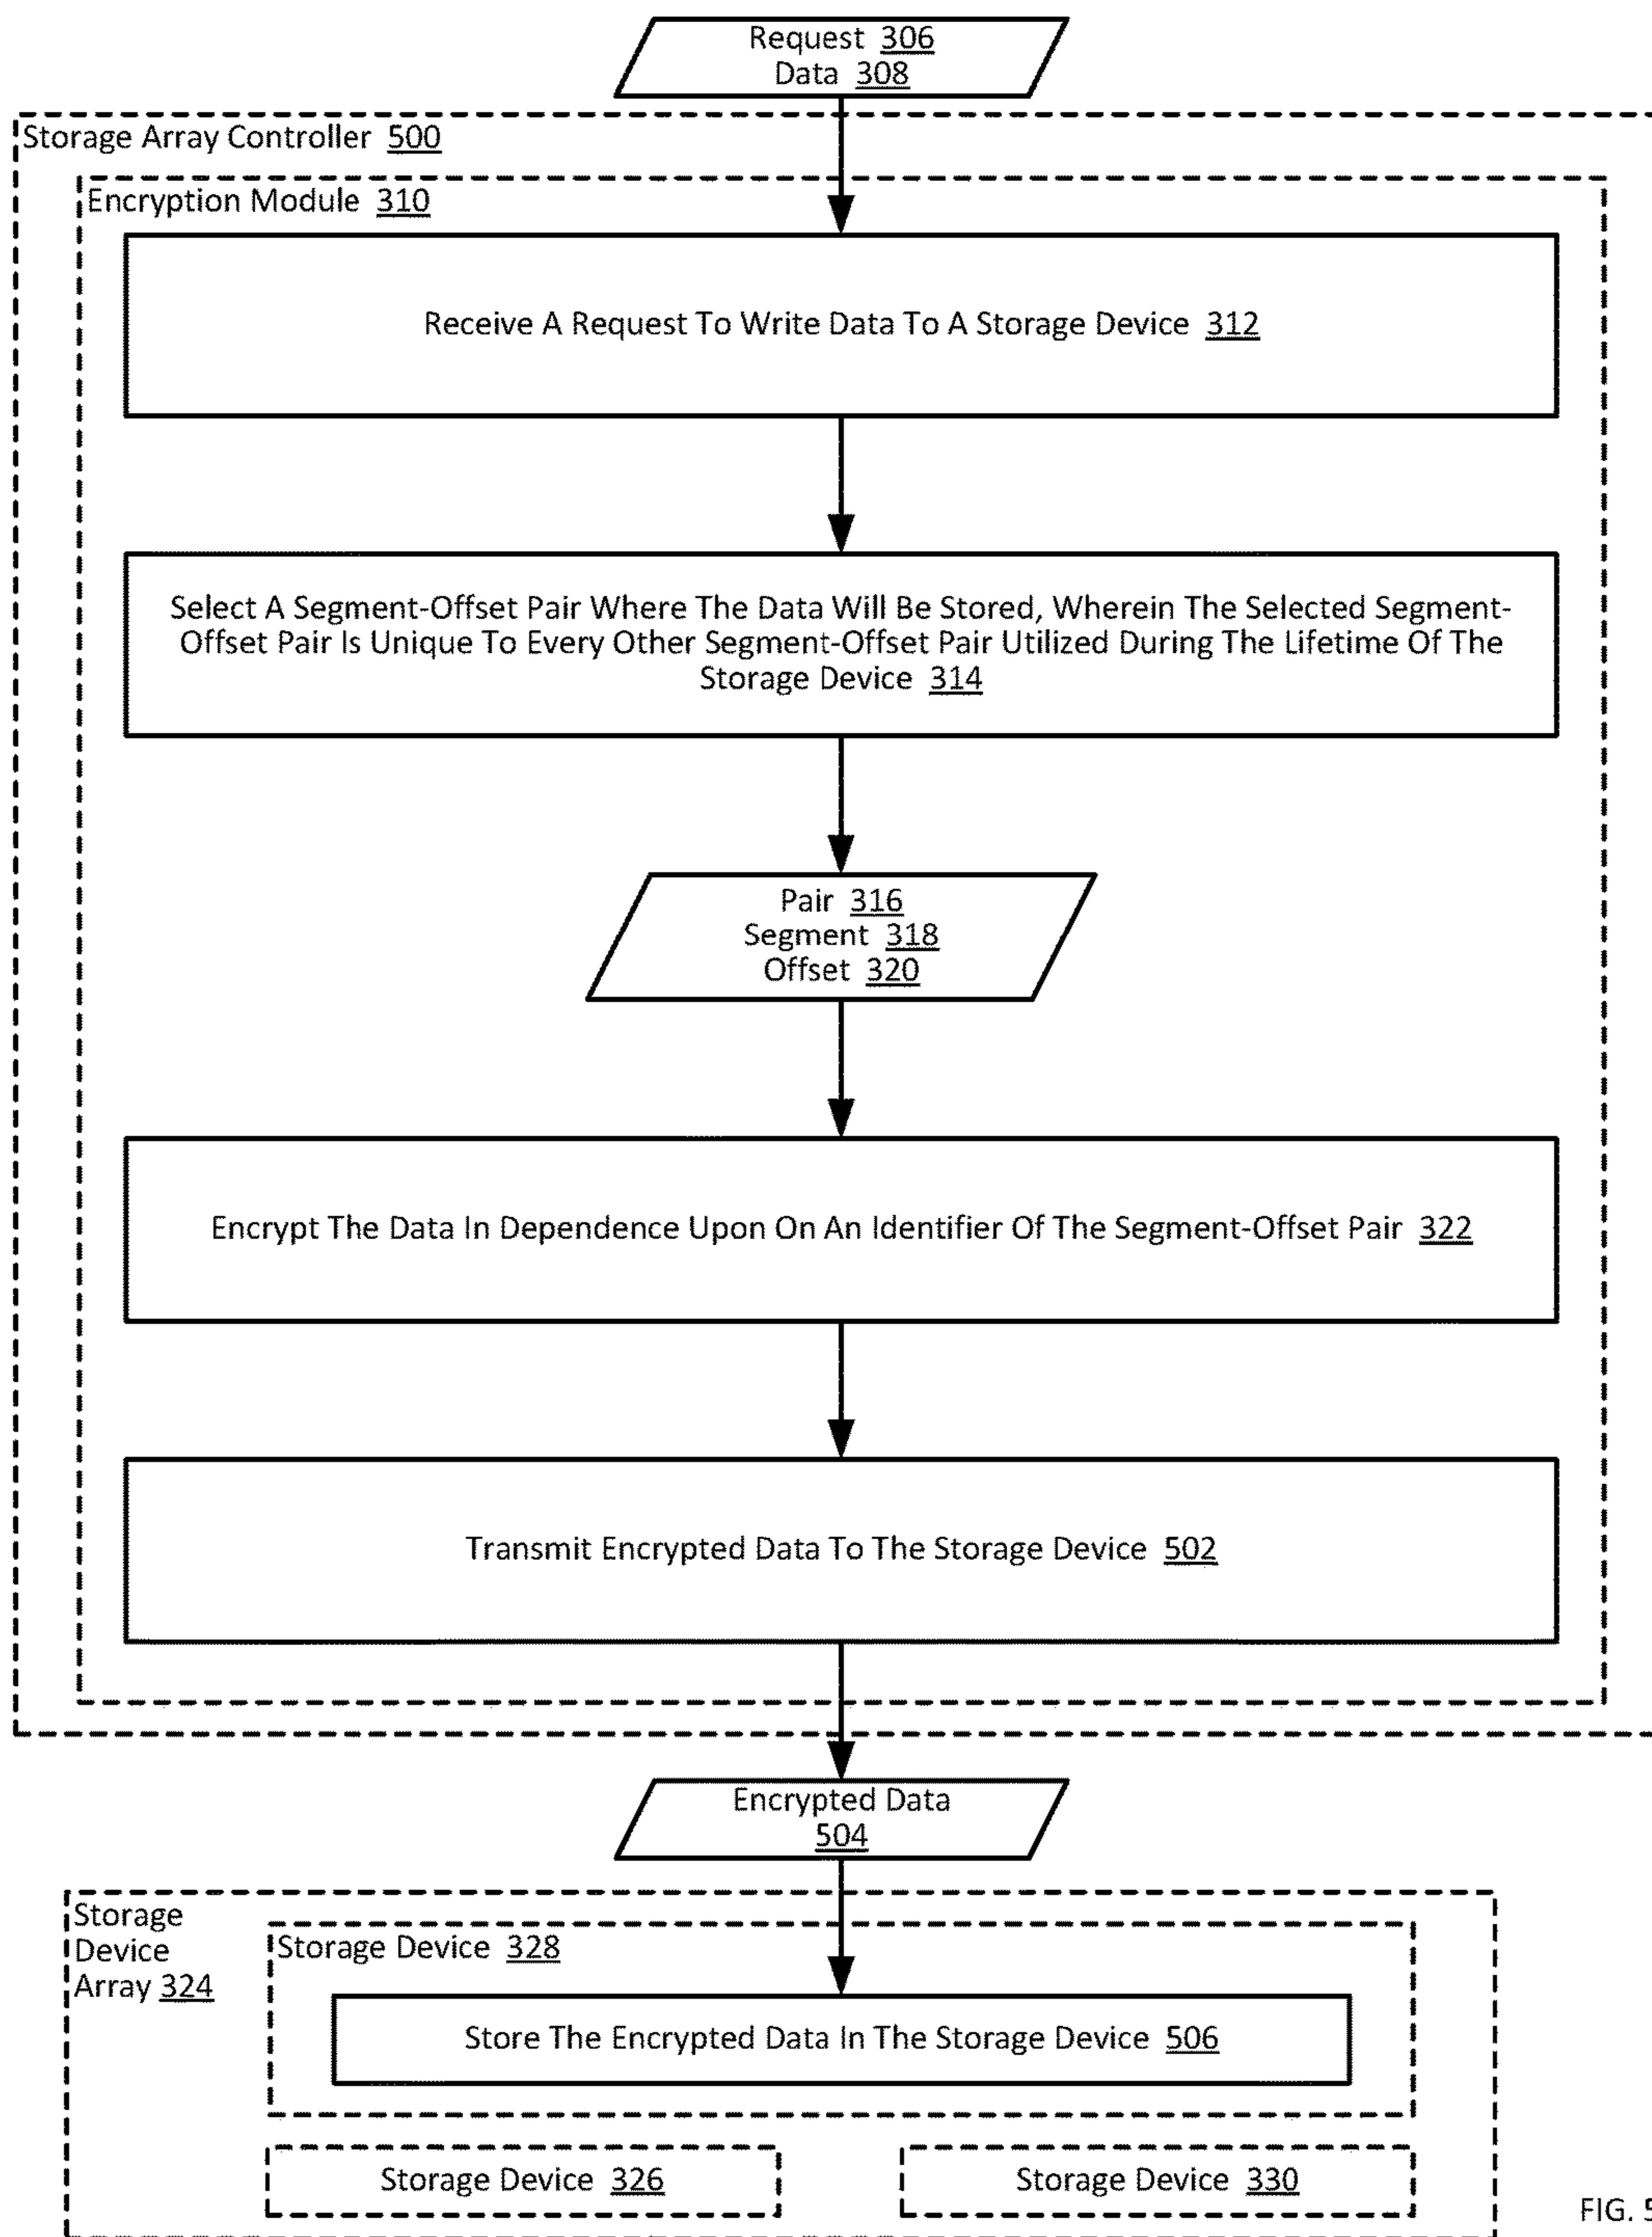 Request 306
Data 308
Storage Array Controller 500
Encryption Module 310
Receive A Request To Write Data To A Storage Device 312
Select A Segment-Offset Pair Where The Data Will Be Stored, Wherein The Selected Segment-
Offset Pair Is Unique To Every Other Segment-Offset Pair Utilized During The Lifetime Of The
Storage Device 314
Pair 316
Segment 318
Offset 320
Encrypt The Data In Dependence Upon On An Identifier Of The Segment-Offset Pair 322
Transmit Encrypted Data To The Storage Device 502
Encrypted Data
504
Storage
Device
Array 324
Storage Device 328
Store The Encrypted Data In The Storage Device 506
Storage Device 326
Storage Device 330
FIG. 5